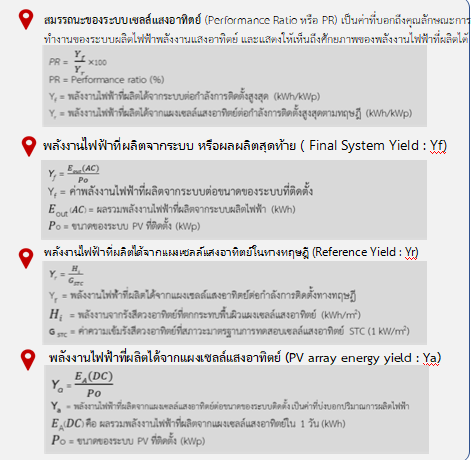 สมรรถนะของระบบเซลล์แสงอาทิตย์ (Performance Ratio หรือ PR) เป็นค่าที่บอกถึงคุณลักษณะการ
ทำงานของระบบผลิตไฟฟ้าพลังงานแสงอาทิตย์ และแสดงให้เห็นถึงศักยภาพของพลังงานไฟฟ้าที่ผลิตได้
PR = Yf/Yr ×100
PR = Performance ratio (%)
Yf = พลังงานไฟฟ้าที่ผลิตได้จากระบบต่อกำลังการติดตั้งสูงสุด (kWh/kWp)
Yr = พลังงานไฟฟ้าที่ผลิตได้จากแผงเซลล์แสงอาทิตย์ต่อกำลังการติดตั้งสูงสุดตามทฤษฎี (kWh/kWp)
พลังงานไฟฟ้าที่ผลิตจากระบบ หรือผลผลิตสุดท้าย ( Final System Yield : Yf)
Yf = Eout(AC)/Po
Yf = ค่าพลังงานไฟฟ้าที่ผลิตจากระบบต่อขนาดของระบบที่ติดตั้ง
Eout(AC) = ผลรวมพลังงานไฟฟ้าที่ผลิตจากระบบผลิตไฟฟ้า (kWh)
Po = ขนาดของระบบ PV ที่ติดตั้ง (kWp)
พลังงานไฟฟ้าที่ผลิตได้จากแผงเซลล์แสงอาทิตย์ในทางทฤษฎี (Reference Yield : Yr)
Yr = Hi/GSTC
Yr = พลังงานไฟฟ้าที่ผลิตได้จากแผงเซลล์แสงอาทิตย์ต่อกำลังการติดตั้งทางทฤษฎี
Hi = พลังงานจากรังสีดวงอาทิตย์ที่ตกกระทบพื้นผิวแผงเซลล์แสงอาทิตย์ (kWh/m²)
GSTC = ค่าความเข้มรังสีดวงอาทิตย์ที่สภาวะมาตรฐานการทดสอบเซลล์แสงอาทิตย์ STC (1 kW/m²)
พลังงานไฟฟ้าที่ผลิตได้จากแผงเซลล์แสงอาทิตย์ (PV array energy yield : Ya)
Ya = EA(DC)/Po
Ya = พลังงานไฟฟ้าที่ผลิตจากแผงเซลล์แสงอาทิตย์ต่อขนาดของระบบติดตั้ง เป็นค่าที่บ่งบอกปริมาณการผลิตไฟฟ้า
EA(DC) คือ ผลรวมพลังงานไฟฟ้าที่ผลิตจากแผงเซลล์แสงอาทิตย์ใน 1 วัน (kWh)
Po = ขนาดของระบบ PV ที่ติดตั้ง (kWp)